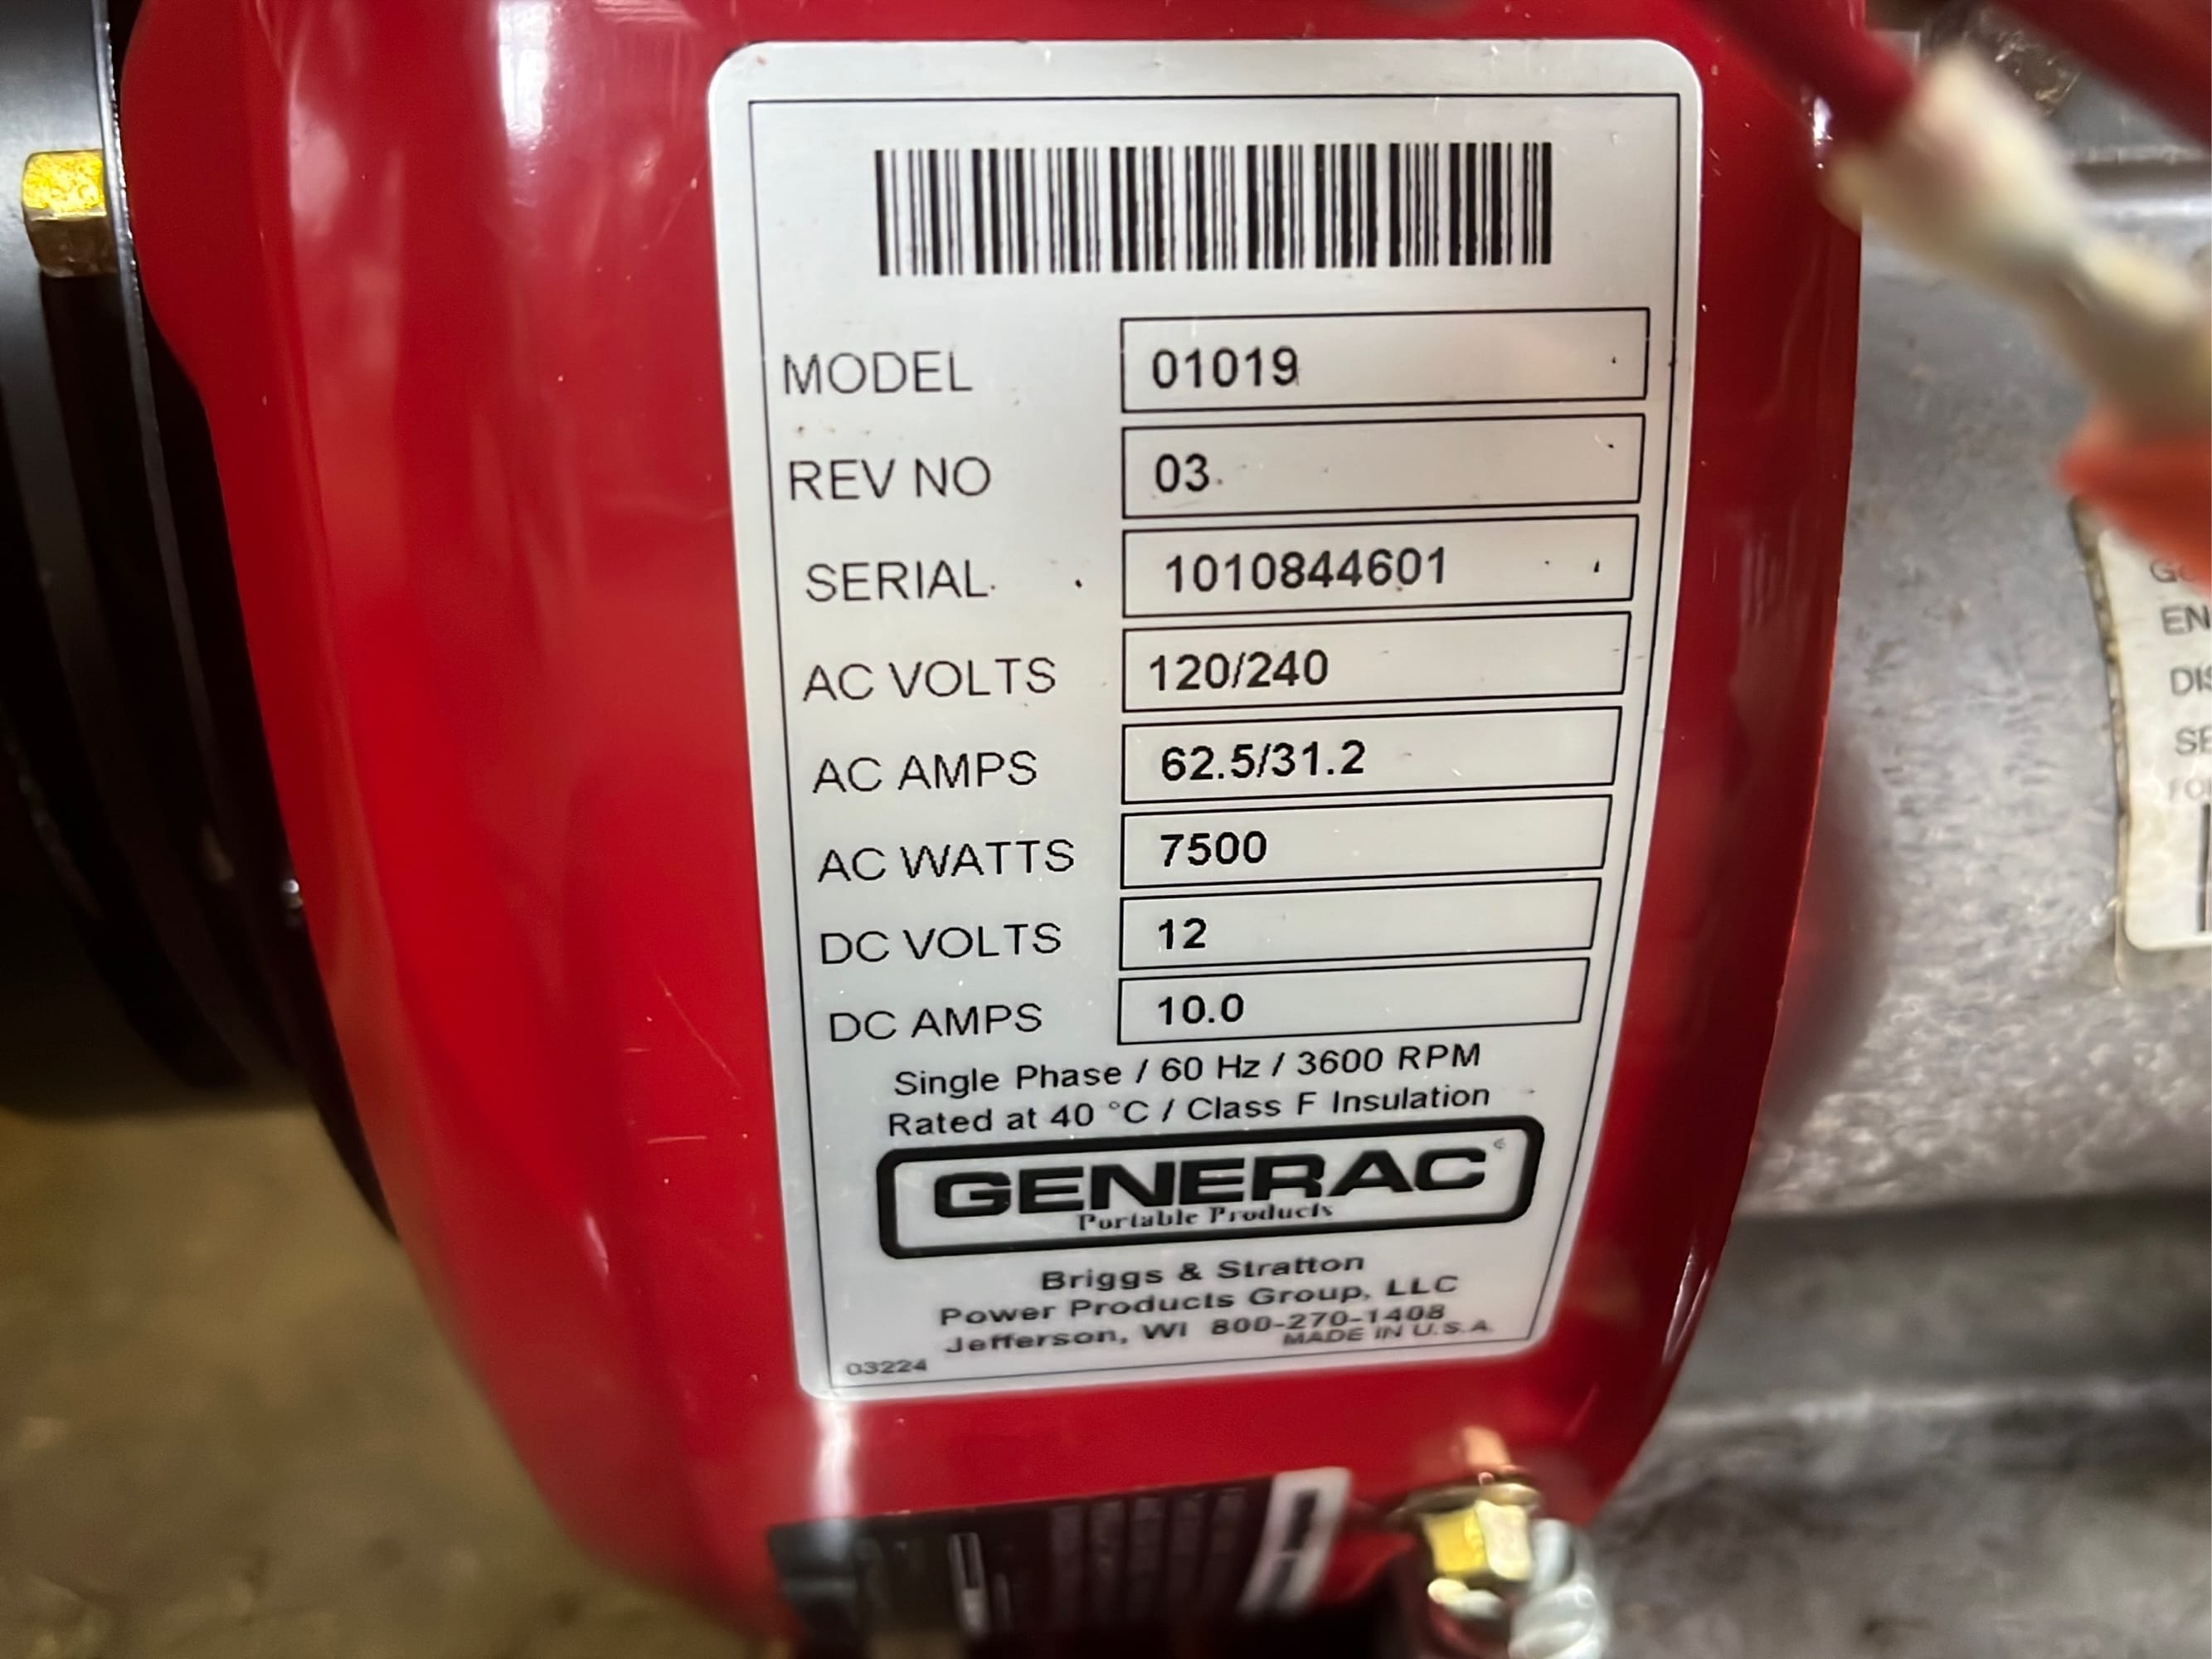 MODEL 01019
REV NO 03
SERIAL 1010844601
AC VOLTS 120/240
AC AMPS 62.5/31.2
AC WATTS 7500
DC VOLTS 12
DC AMPS 10.0
Single Phase / 60 Hz / 3600 RPM
Rated at 40 °C / Class F Insulation
GENERAC
Portable Products
Briggs & Stratton
Power Products Group, LLC
Jefferson, WI 800-270-1408
MADE IN U.S.A.
03224
EN
DIS